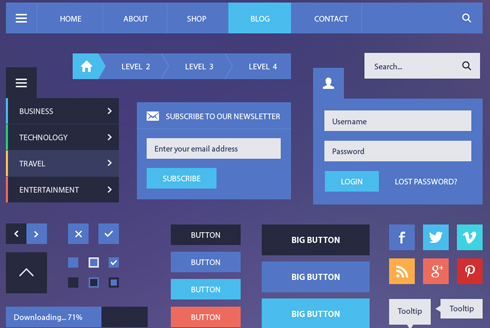 HOME ABOUT SHOP BLOG CONTACT
LEVEL 2 LEVEL 3 LEVEL 4
Search...
BUSINESS
TECHNOLOGY
TRAVEL
ENTERTAINMENT
SUBSCRIBE TO OUR NEWSLETTER
Enter your email address
SUBSCRIBE
Username
Password
LOGIN LOST PASSWORD?
BUTTON
BUTTON
BUTTON
BUTTON
BIG BUTTON
BIG BUTTON
BIG BUTTON
Downloading... 71%
Tooltip
Tooltip